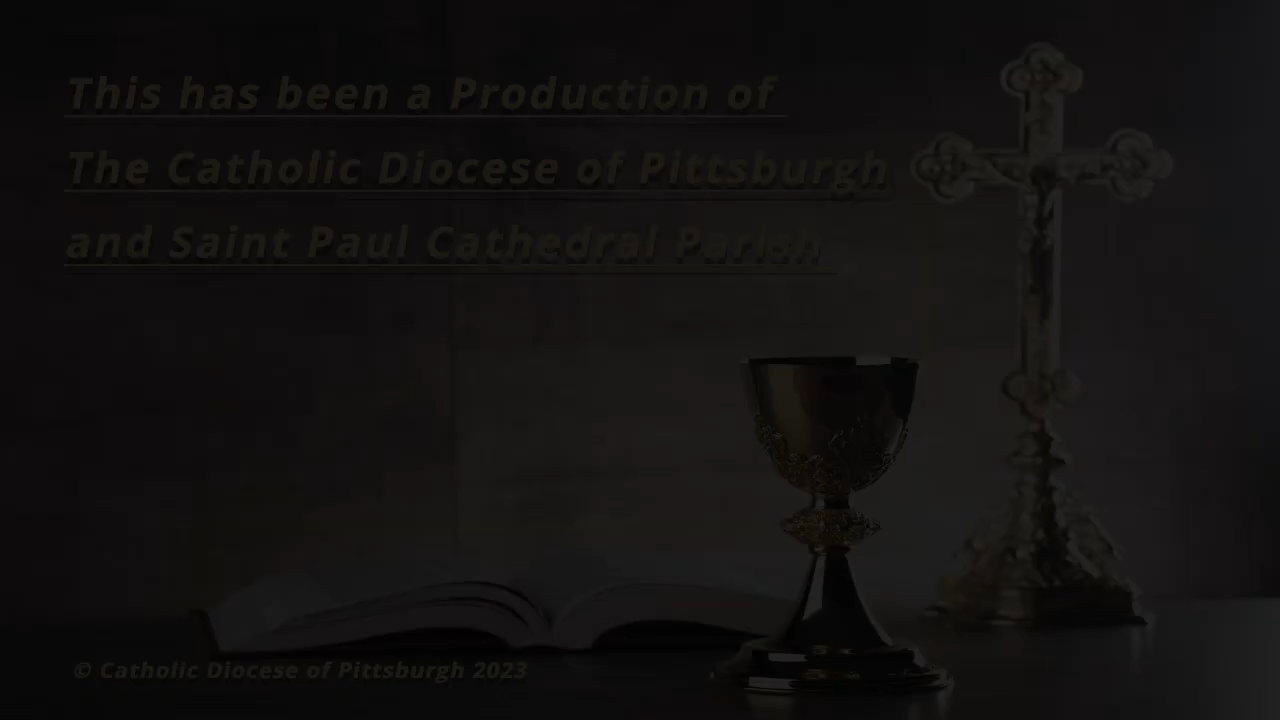 This has been a Production of
The Catholic Diocese of Pittsburgh
and Saint Paul Cathedral Parish
© Catholic Diocese of Pittsburgh 2023